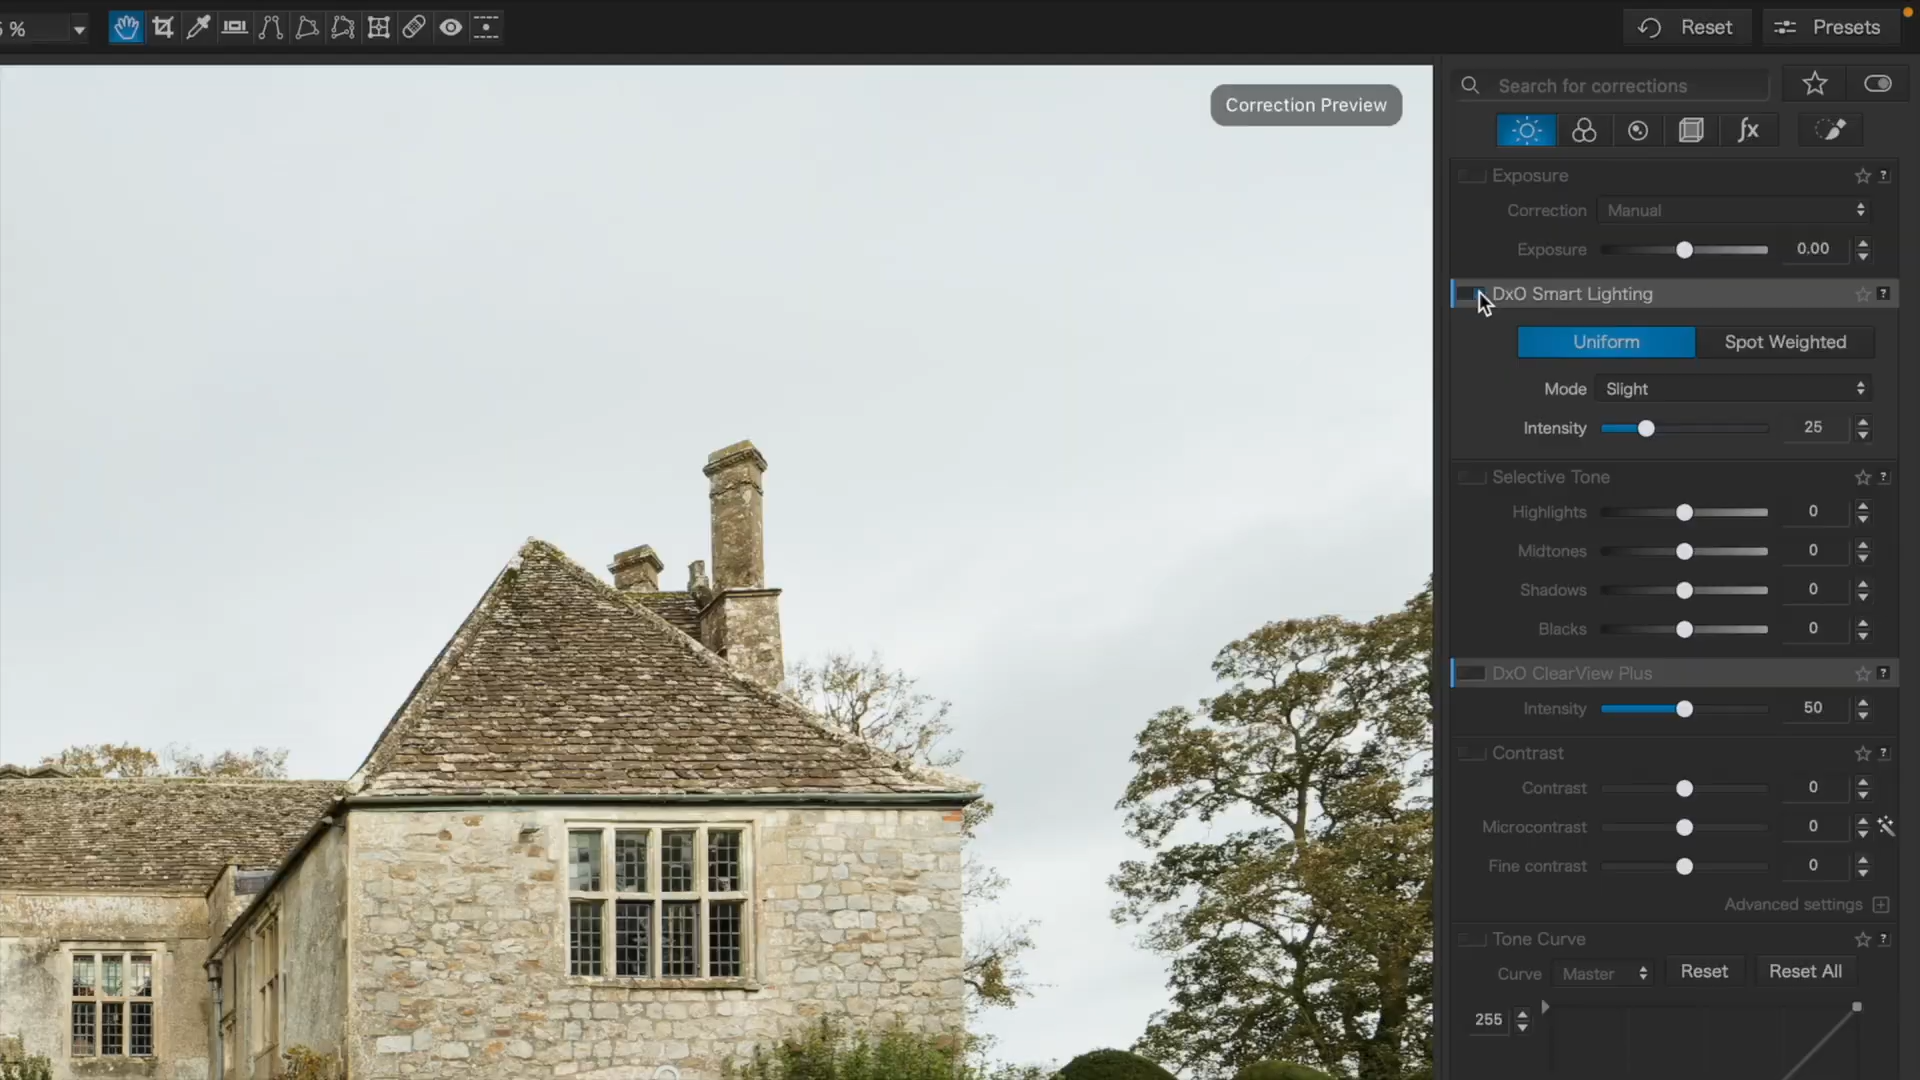 %
Reset
Presets
Search for corrections
Correction Preview
fx
Exposure
Correction Manual
Exposure 0.00
DxO Smart Lighting
Uniform Spot Weighted
Mode Slight
Intensity 25
Selective Tone
Highlights 0
Midtones 0
Shadows 0
Blacks 0
DxO ClearView Plus
Intensity 50
Contrast
Contrast 0
Microcontrast 0
Fine contrast 0
Advanced settings
Tone Curve
Curve Master Reset Reset All
255